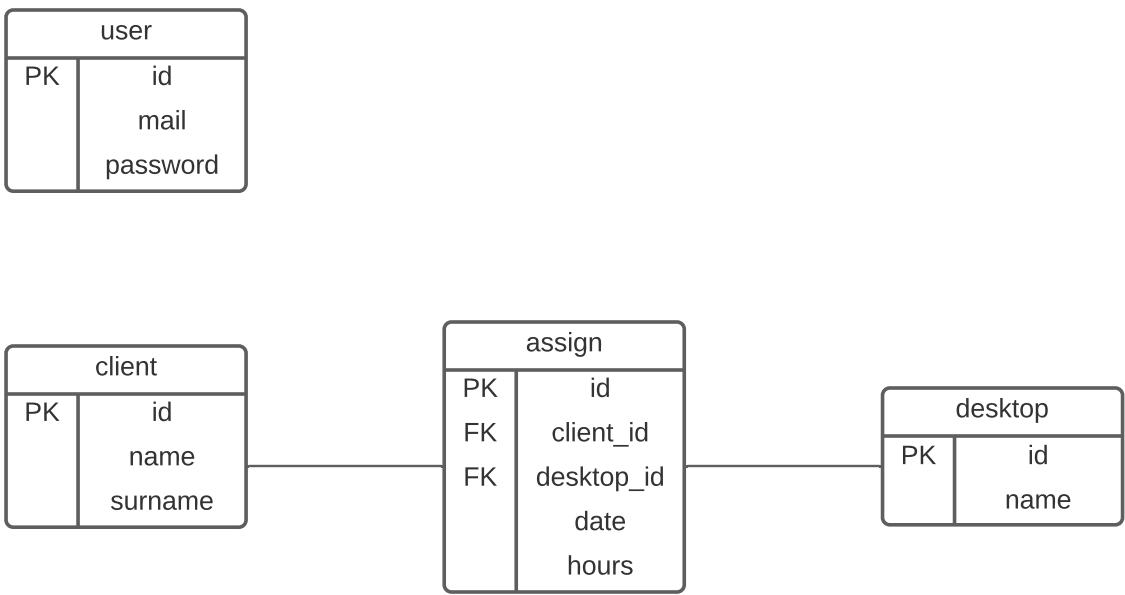 user
PK id
mail
password
client
PK id
name
surname
assign
PK id
FK client_id
FK desktop_id
date
hours
desktop
PK id
name